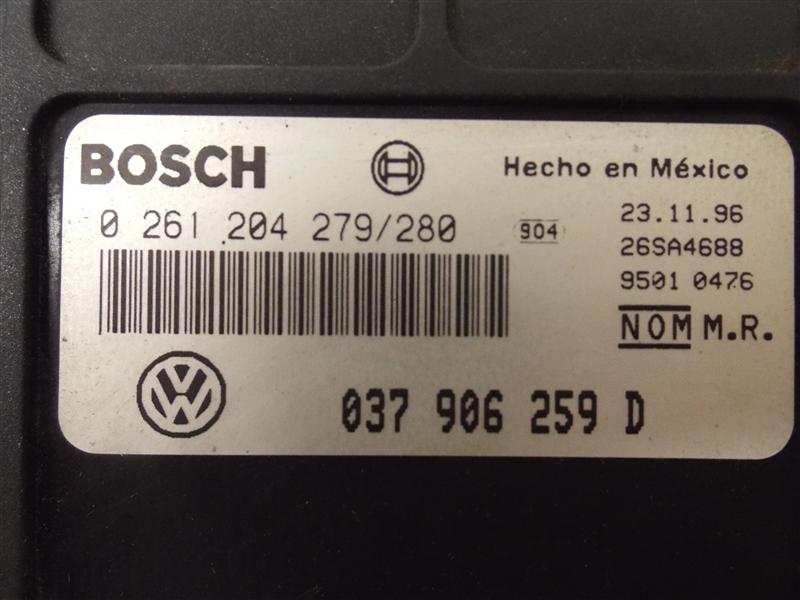 BOSCH
Hecho en México
0 261 204 279/280
904
23.11.96
26SA4688
9501 0476
NOM M.R.
VW
037 906 259 D